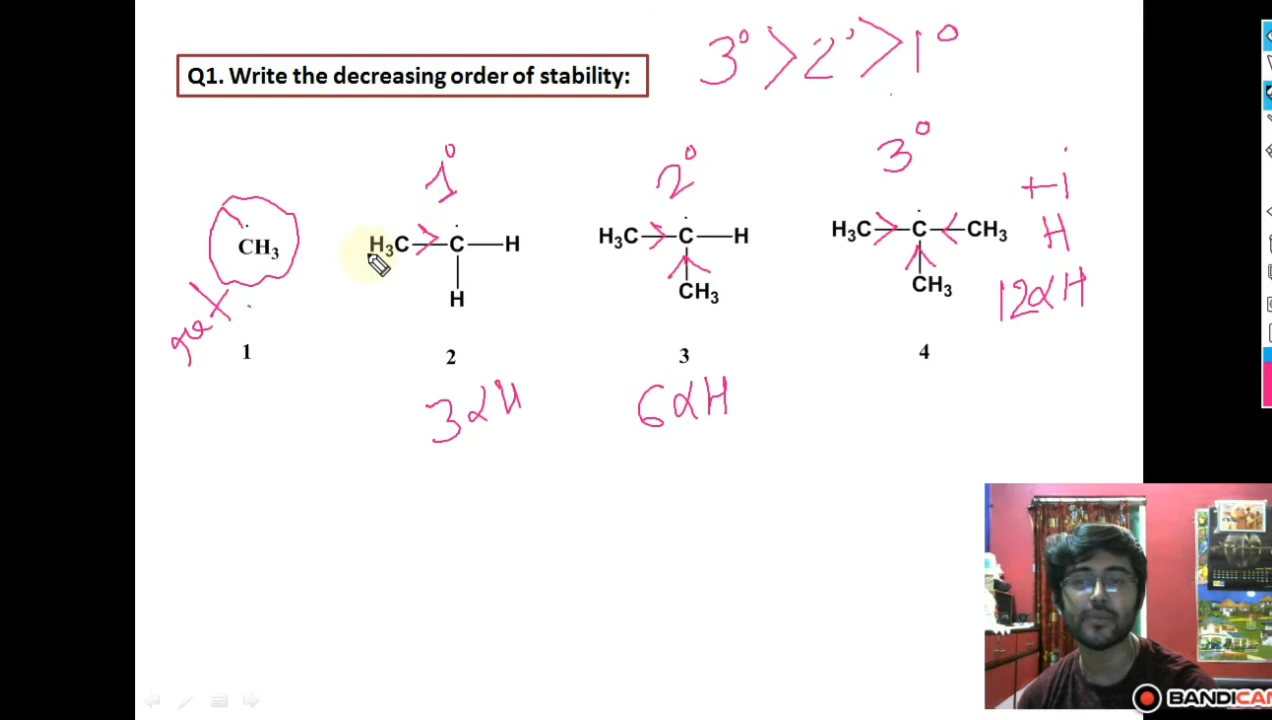 3° > 2° > 1°
Q1. Write the decreasing order of stability:
1°
2°
3°
+i
H
12αH
·
CH₃
H₃C—Ċ—H
H
H₃C—Ċ—H
CH₃
H₃C—Ċ—CH₃
CH₃
1
2
3
4
3αH
6αH
BANDICAM